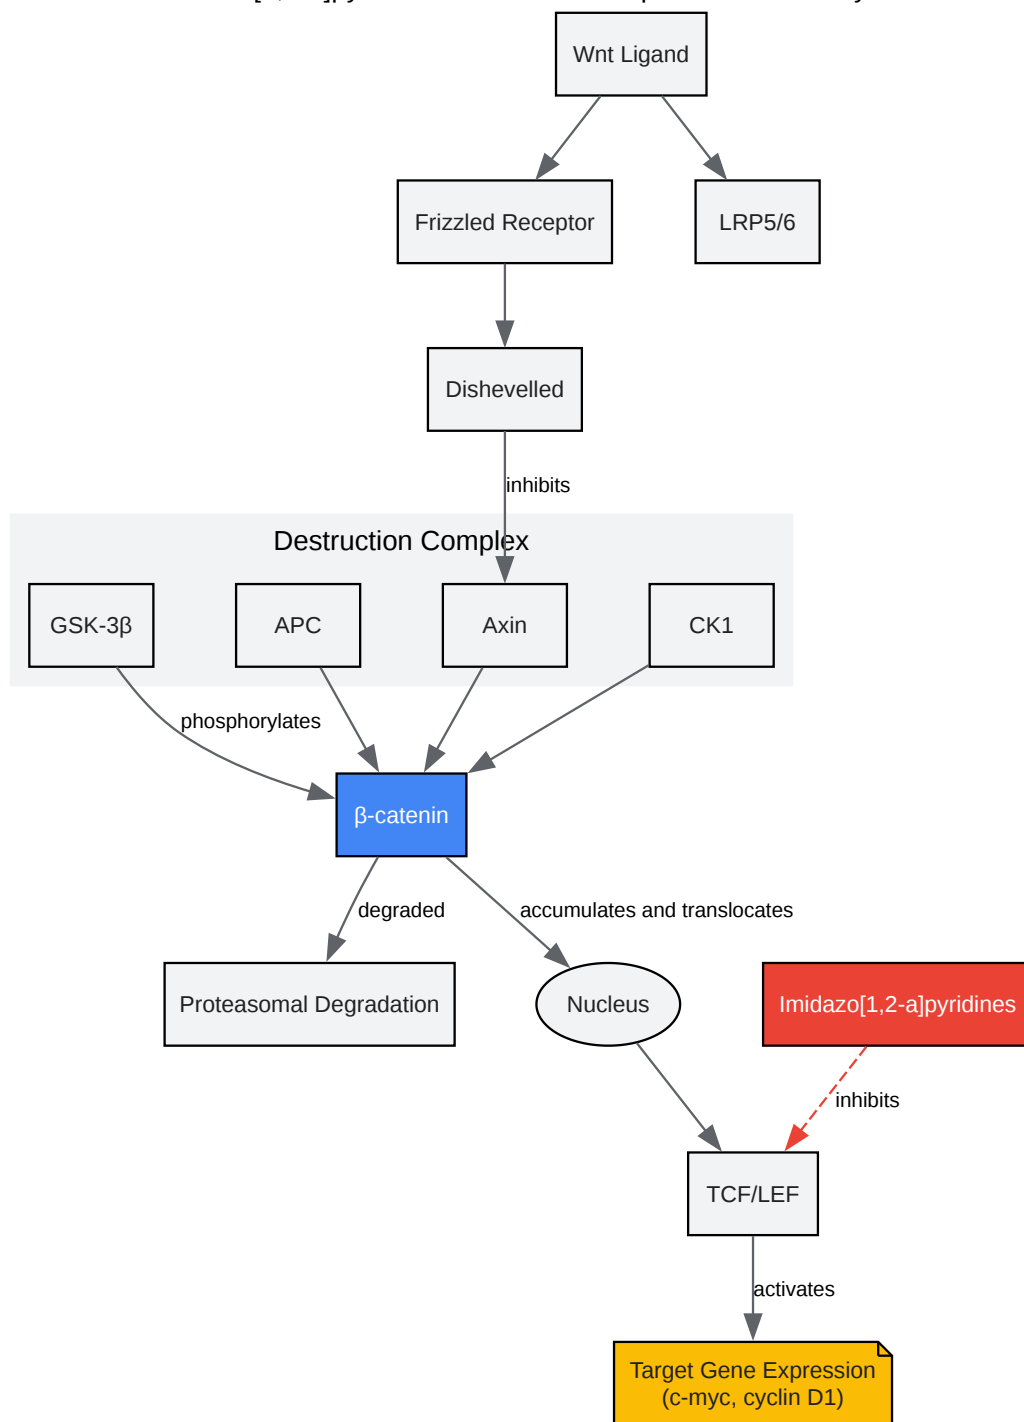 Wnt Ligand
Frizzled Receptor
LRP5/6
Dishevelled
inhibits
Destruction Complex
GSK-3β
APC
Axin
CK1
phosphorylates
β-catenin
degraded
accumulates and translocates
Proteasomal Degradation
Nucleus
Imidazo[1,2-a]pyridines
inhibits
TCF/LEF
activates
Target Gene Expression
(c-myc, cyclin D1)